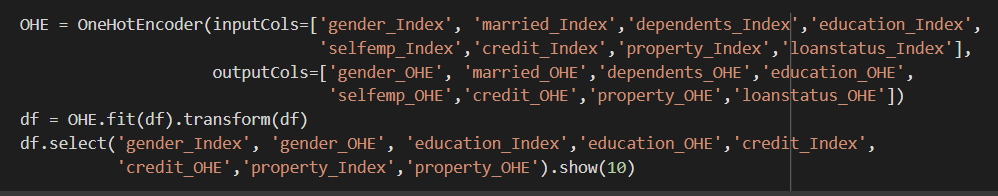 OHE = OneHotEncoder(inputCols=['gender_Index', 'married_Index','dependents_Index','education_Index',
'selfemp_Index','credit_Index','property_Index','loanstatus_Index'],
outputCols=['gender_OHE', 'married_OHE','dependents_OHE','education_OHE',
'selfemp_OHE','credit_OHE','property_OHE','loanstatus_OHE'])
df = OHE.fit(df).transform(df)
df.select('gender_Index', 'gender_OHE', 'education_Index','education_OHE','credit_Index',
'credit_OHE','property_Index','property_OHE').show(10)